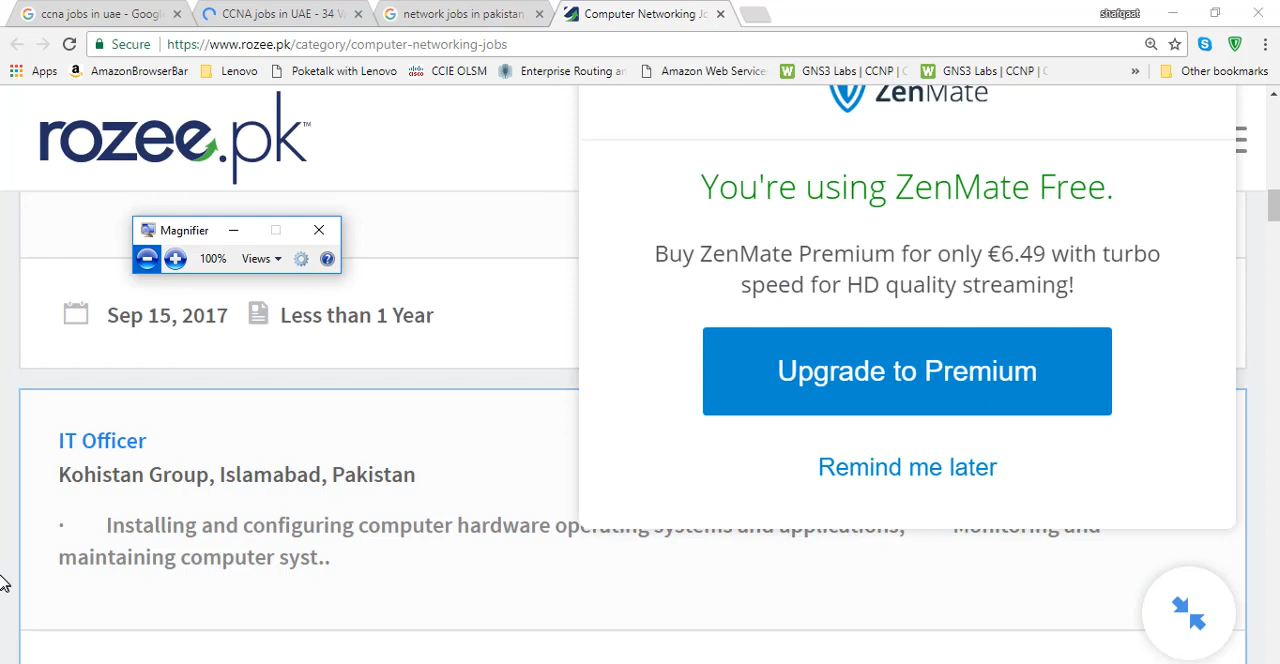 ccna jobs in uae - Google
CCNA jobs in UAE - 34 V
network jobs in pakistan
Computer Networking Jo
shafqaat
Secure
https://www.rozee.pk/category/computer-networking-jobs
Apps
AmazonBrowserBar
Lenovo
Poketalk with Lenovo
CCIE OLSM
Enterprise Routing an
Amazon Web Service
GNS3 Labs | CCNP | C
GNS3 Labs | CCNP | C
»
Other bookmarks
rozee.pk™
ZenMate
You're using ZenMate Free.
Buy ZenMate Premium for only €6.49 with turbo
speed for HD quality streaming!
Upgrade to Premium
Remind me later
Magnifier
100%
Views
Sep 15, 2017
Less than 1 Year
IT Officer
Kohistan Group, Islamabad, Pakistan
· Installing and configuring computer hardware operating systems and applications, Monitoring and
maintaining computer syst..